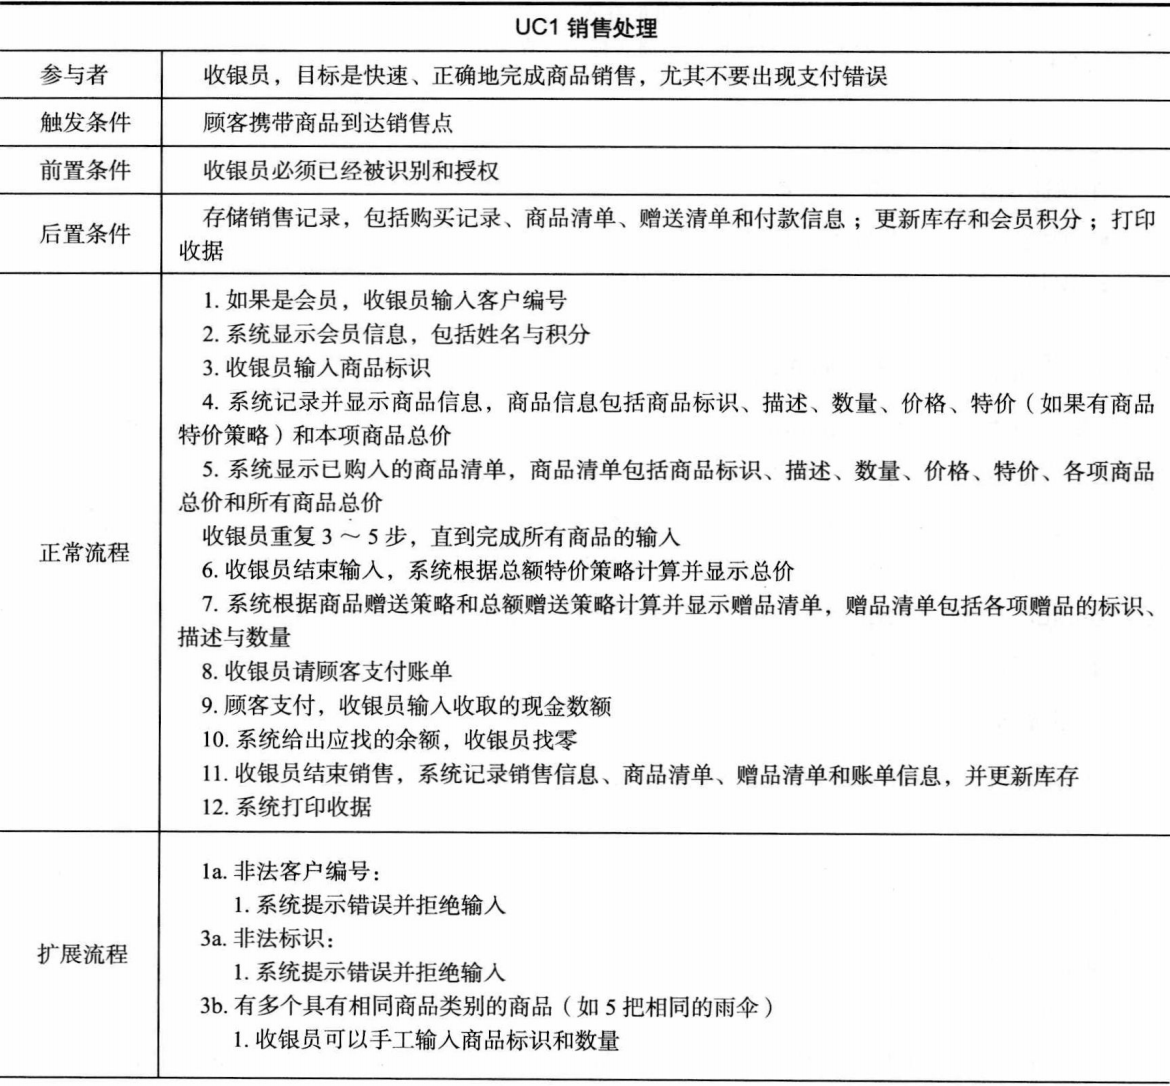 UC1 销售处理
参与者
收银员，目标是快速、正确地完成商品销售，尤其不要出现支付错误
触发条件
顾客携带商品到达销售点
前置条件
收银员必须已经被识别和授权
后置条件
存储销售记录，包括购买记录、商品清单、赠送清单和付款信息；更新库存和会员积分；打印
收据
正常流程
1. 如果是会员，收银员输入客户编号
2. 系统显示会员信息，包括姓名与积分
3. 收银员输入商品标识
4. 系统记录并显示商品信息，商品信息包括商品标识、描述、数量、价格、特价（如果有商品
特价策略）和本项商品总价
5. 系统显示已购入的商品清单，商品清单包括商品标识、描述、数量、价格、特价、各项商品
总价和所有商品总价
收银员重复 3 ～ 5 步，直到完成所有商品的输入
6. 收银员结束输入，系统根据总额特价策略计算并显示总价
7. 系统根据商品赠送策略和总额赠送策略计算并显示赠品清单，赠品清单包括各项赠品的标识、
描述与数量
8. 收银员请顾客支付账单
9. 顾客支付，收银员输入收取的现金数额
10. 系统给出应找的余额，收银员找零
11. 收银员结束销售，系统记录销售信息、商品清单、赠品清单和账单信息，并更新库存
12. 系统打印收据
扩展流程
1a. 非法客户编号：
1. 系统提示错误并拒绝输入
3a. 非法标识：
1. 系统提示错误并拒绝输入
3b. 有多个具有相同商品类别的商品（如 5 把相同的雨伞）
1. 收银员可以手工输入商品标识和数量